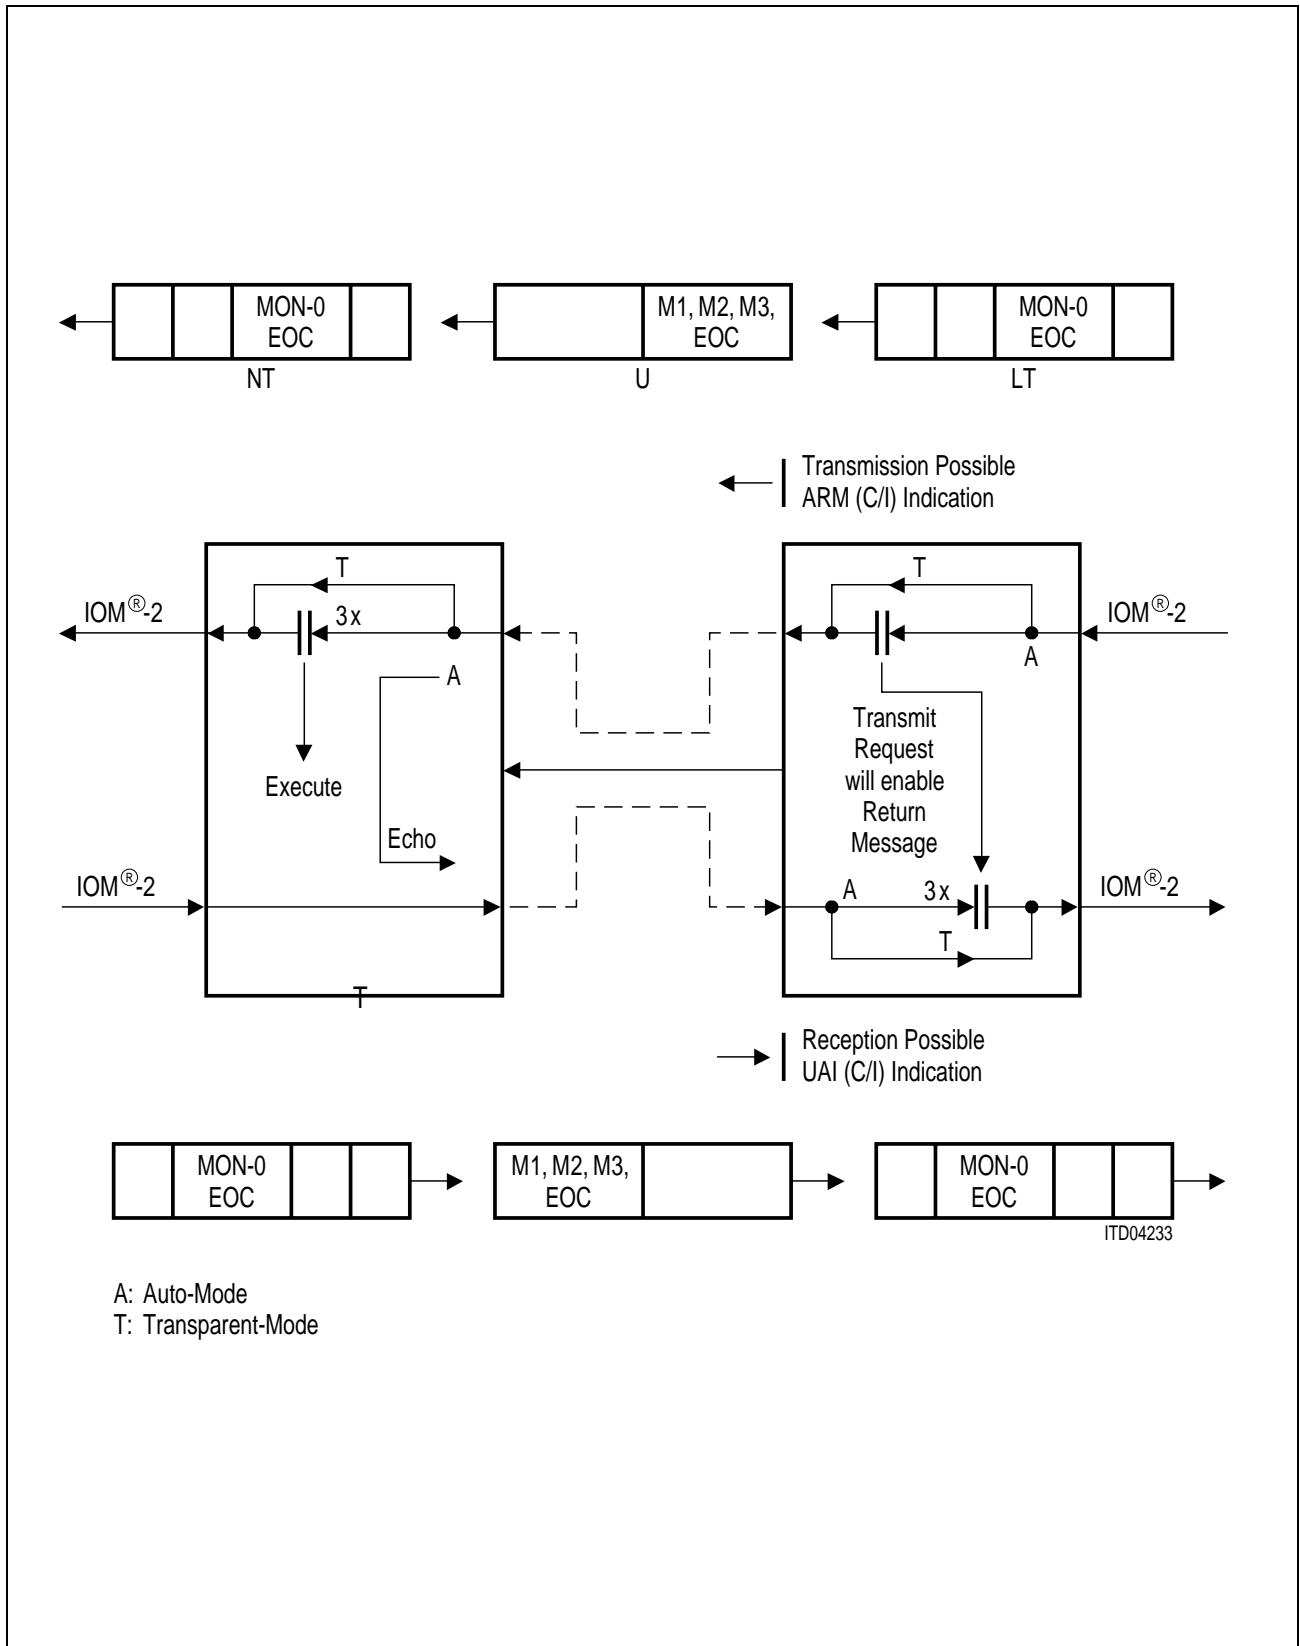 MON-0
EOC
M1, M2, M3,
EOC
MON-0
EOC
NT
U
LT
Transmission Possible
ARM (C/I) Indication
T
T
IOM®-2
3x
IOM®-2
A
A
Transmit
Request
will enable
Return
Message
Execute
Echo
IOM®-2
A
3x
IOM®-2
T
T
Reception Possible
UAI (C/I) Indication
MON-0
EOC
M1, M2, M3,
EOC
MON-0
EOC
ITD04233
A: Auto-Mode
T: Transparent-Mode